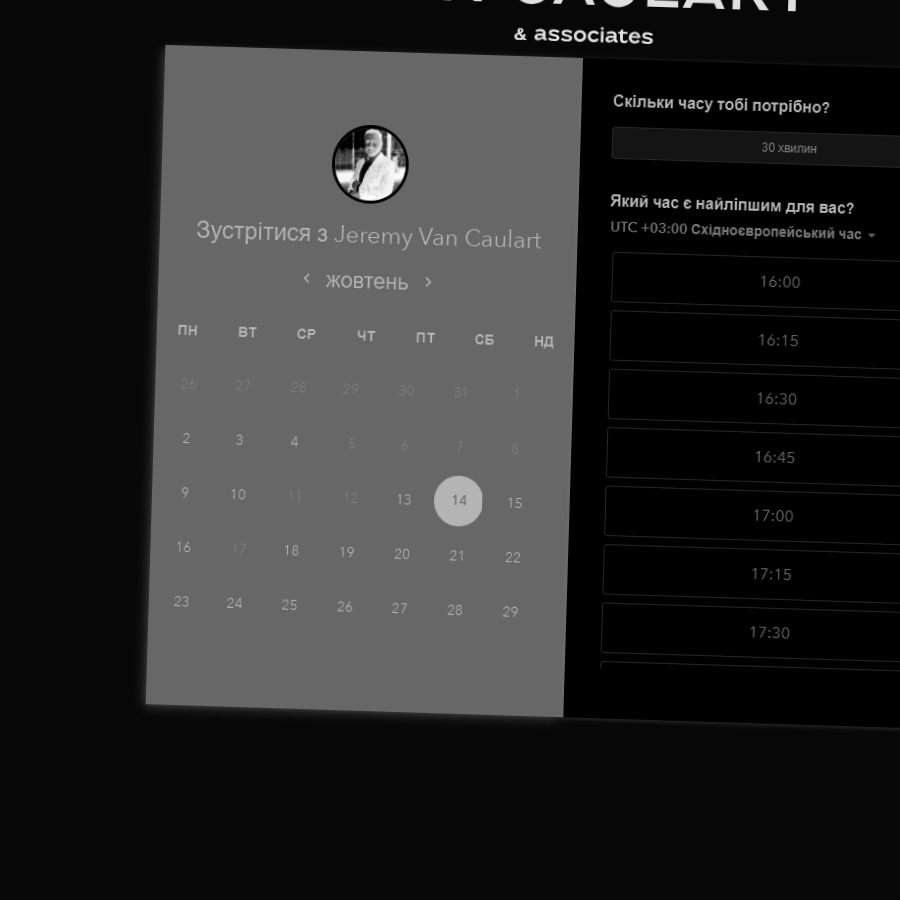 CAULART
& associates
Зустрітися з Jeremy Van Caulart
жовтень
ПН ВТ СР ЧТ ПТ СБ НД
26 27 28 29 30 31 1
2 3 4 5 6 7 8
9 10 11 12 13 14 15
16 17 18 19 20 21 22
23 24 25 26 27 28 29
Скільки часу тобі потрібно?
30 хвилин
Який час є найліпшим для вас?
UTC +03:00 Східноєвропейський час
16:00
16:15
16:30
16:45
17:00
17:15
17:30